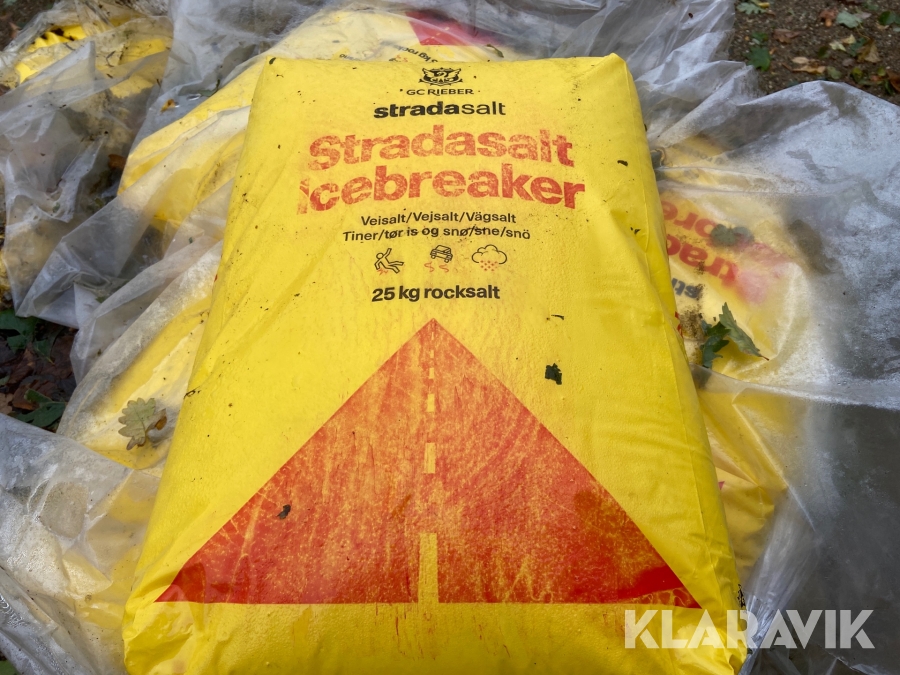 GC RIEBER
stradasalt
Stradasalt
Icebreaker
Veisalt/Vejsalt/Vägsalt
Tiner/tør is og snø/sne/snö
25 kg rocksalt
KLARAVIK